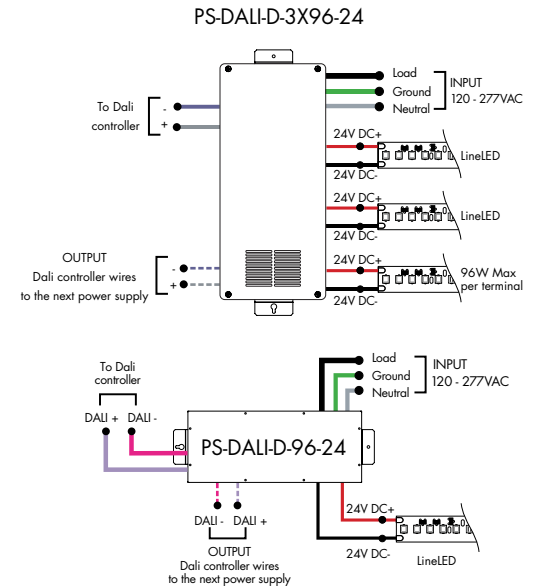 PS-DALI-D-3X96-24
Load
Ground
Neutral
INPUT
120 - 277VAC
To Dali
controller
-
+
24V DC+
LineLED
24V DC-
24V DC+
LineLED
24V DC-
OUTPUT
Dali controller wires
to the next power supply
-
+
24V DC+
96W Max
per terminal
24V DC-
To Dali
controller
DALI + DALI -
Load
Ground
Neutral
INPUT
120 - 277VAC
PS-DALI-D-96-24
DALI - DALI +
OUTPUT
Dali controller wires
to the next power supply
24V DC+
24V DC-
LineLED